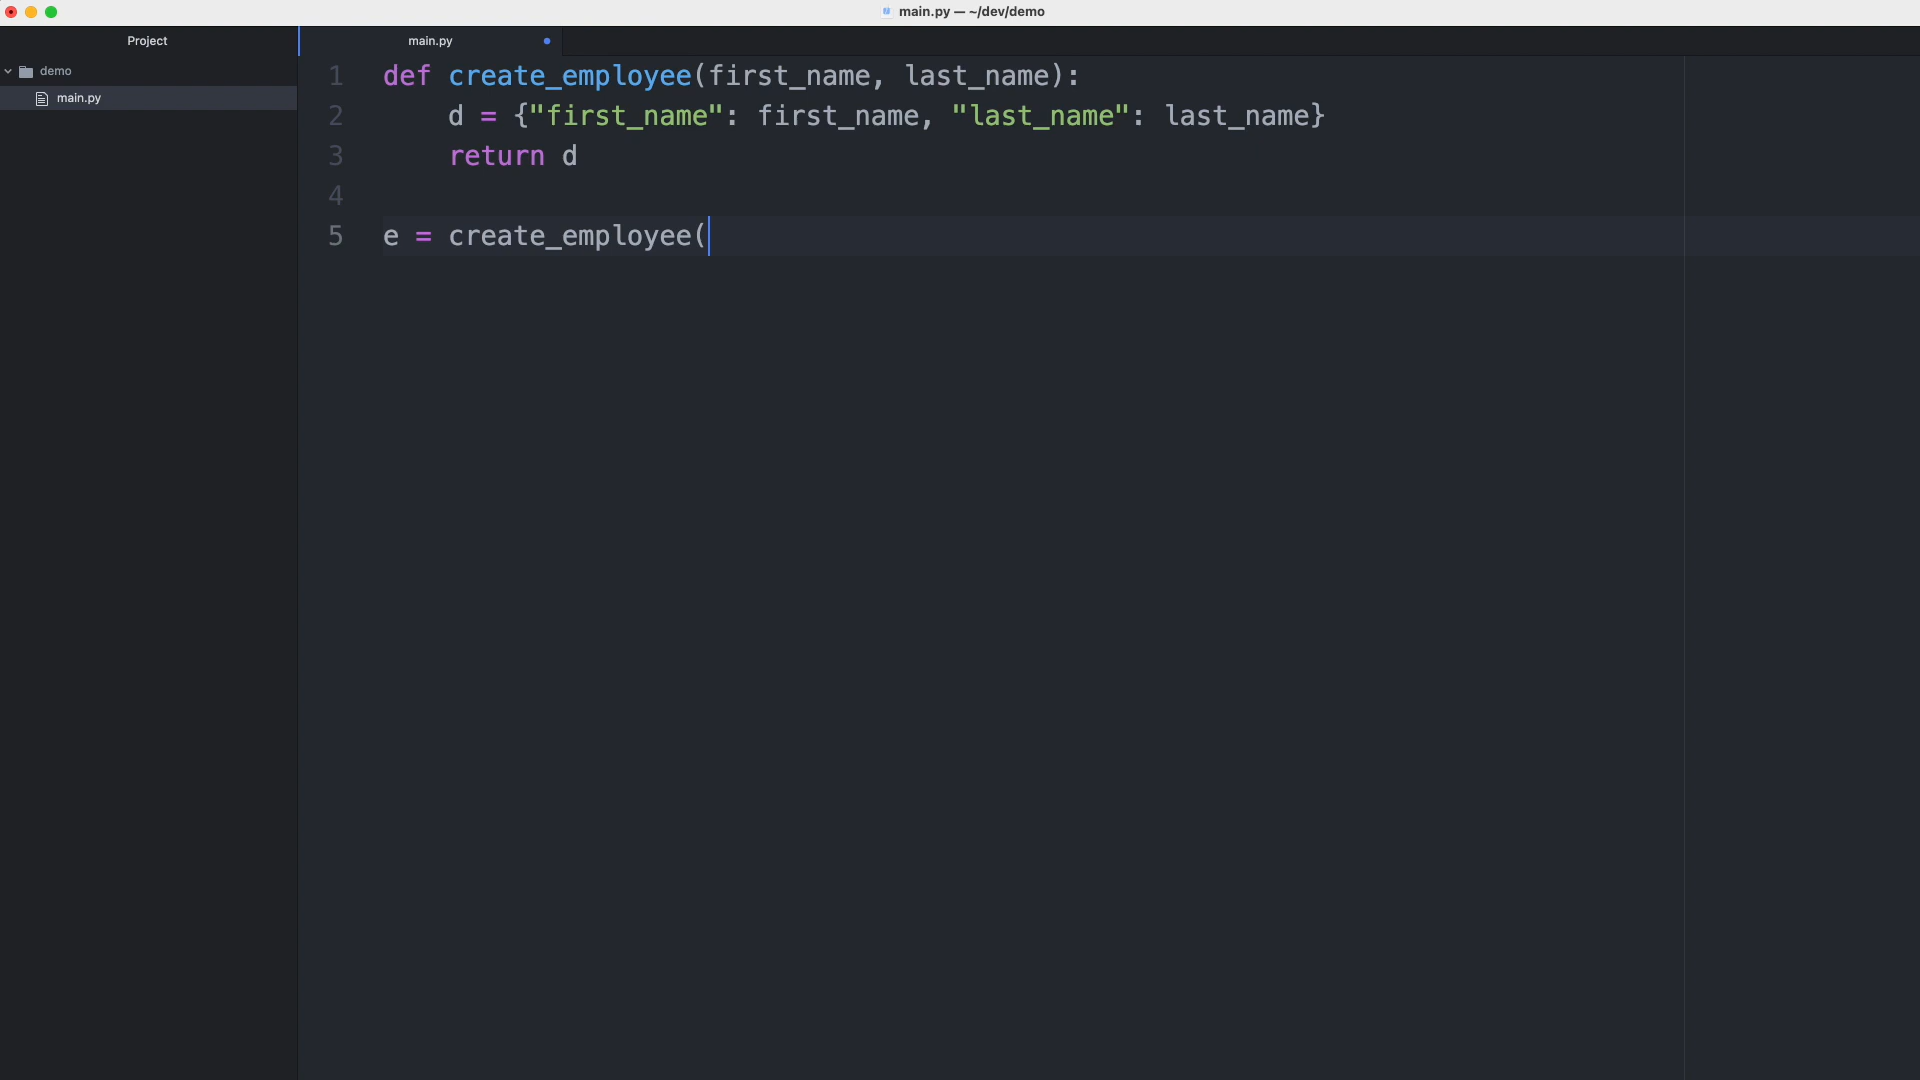 main.py — ~/dev/demo
Project
main.py
demo
main.py
1 def create_employee(first_name, last_name):
2     d = {"first_name": first_name, "last_name": last_name}
3     return d
4
5 e = create_employee(